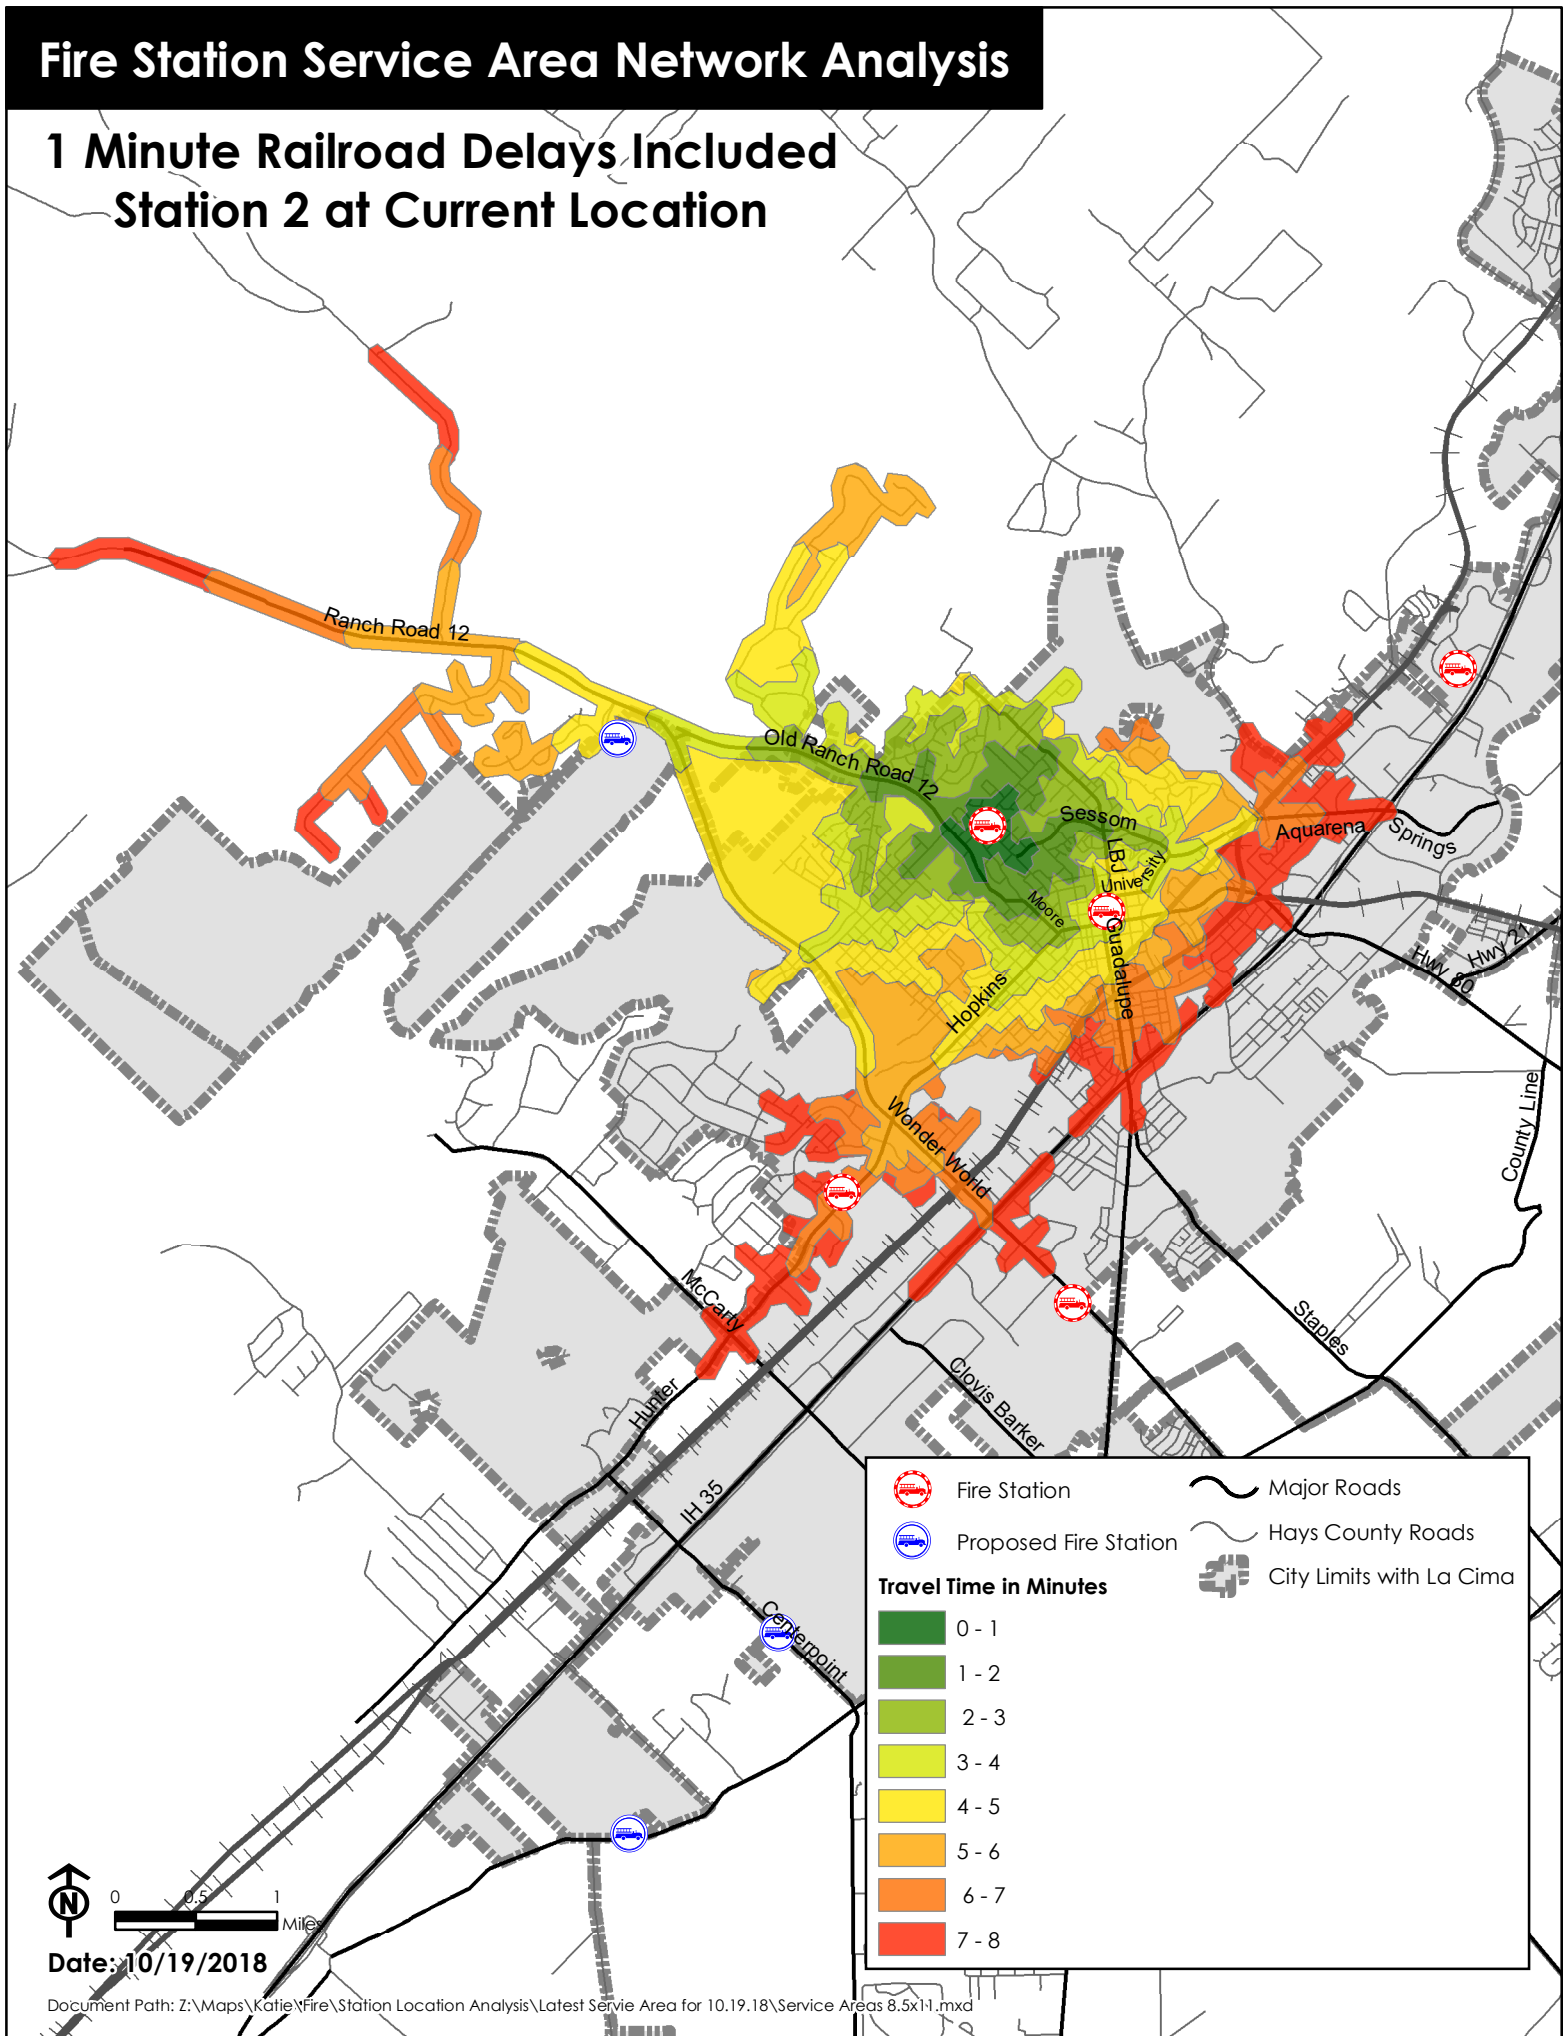 Fire Station Service Area Network Analysis
1 Minute Railroad Delays Included
Station 2 at Current Location
Ranch Road 12
Old Ranch Road 12
Sessom
LBJ
University
Moore
Guadalupe
Hopkins
Aquarena
Springs
Hwy 21
Hwy 80
County Line
Wonder World
McCarty
Hunter
Staples
Clovis Barker
IH 35
Centerpoint
Fire Station
Proposed Fire Station
Major Roads
Hays County Roads
City Limits with La Cima
Travel Time in Minutes
0 - 1
1 - 2
2 - 3
3 - 4
4 - 5
5 - 6
6 - 7
7 - 8
N
0 0.5 1
Miles
Date: 10/19/2018
Document Path: Z:\Maps\Katie\Fire\Station Location Analysis\Latest Servie Area for 10.19.18\Service Areas 8.5x11.mxd